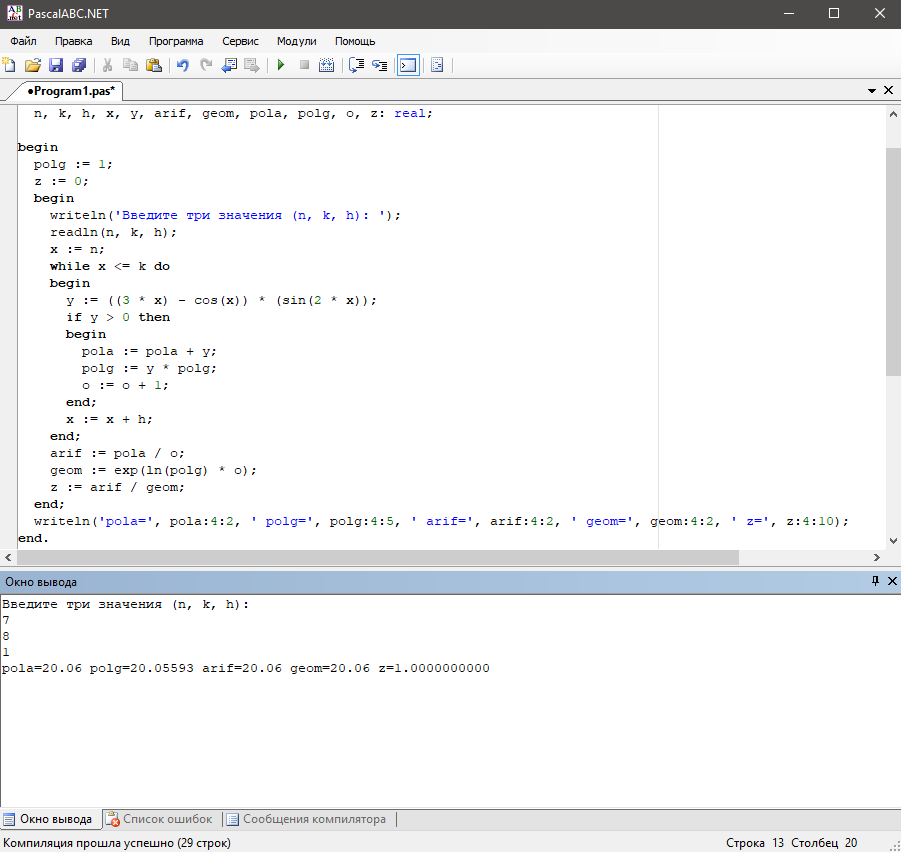 PascalABC.NET
Файл Правка Вид Программа Сервис Модули Помощь
•Program1.pas*
n, k, h, x, y, arif, geom, pola, polg, o, z: real;
begin
polg := 1;
z := 0;
begin
writeln('Введите три значения (n, k, h): ');
readln(n, k, h);
x := n;
while x <= k do
begin
y := ((3 * x) - cos(x)) * (sin(2 * x));
if y > 0 then
begin
pola := pola + y;
polg := y * polg;
o := o + 1;
end;
x := x + h;
end;
arif := pola / o;
geom := exp(ln(polg) * o);
z := arif / geom;
end;
writeln('pola=', pola:4:2, ' polg=', polg:4:5, ' arif=', arif:4:2, ' geom=', geom:4:2, ' z=', z:4:10);
end.
Окно вывода
Введите три значения (n, k, h):
7
8
1
pola=20.06 polg=20.05593 arif=20.06 geom=20.06 z=1.0000000000
Окно вывода Список ошибок Сообщения компилятора
Компиляция прошла успешно (29 строк) Строка 13 Столбец 20